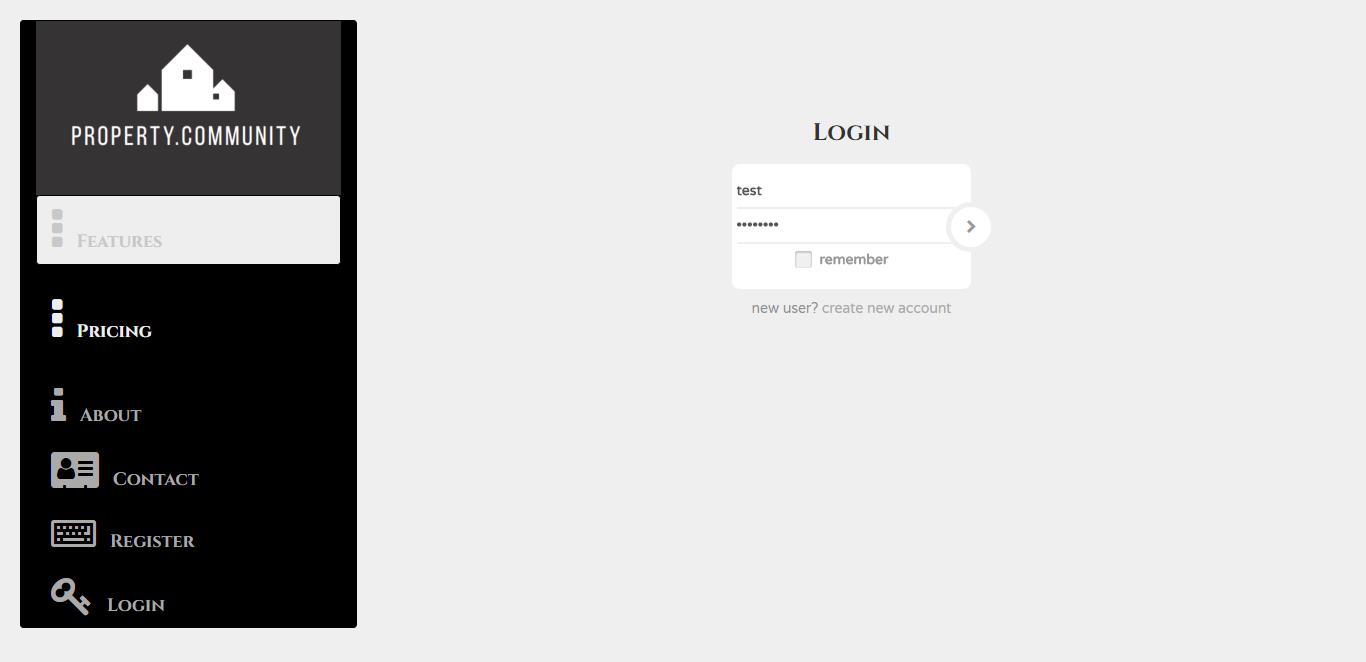 PROPERTY.COMMUNITY
Features
Pricing
About
Contact
Register
Login
Login
test
••••••••
remember
new user? create new account